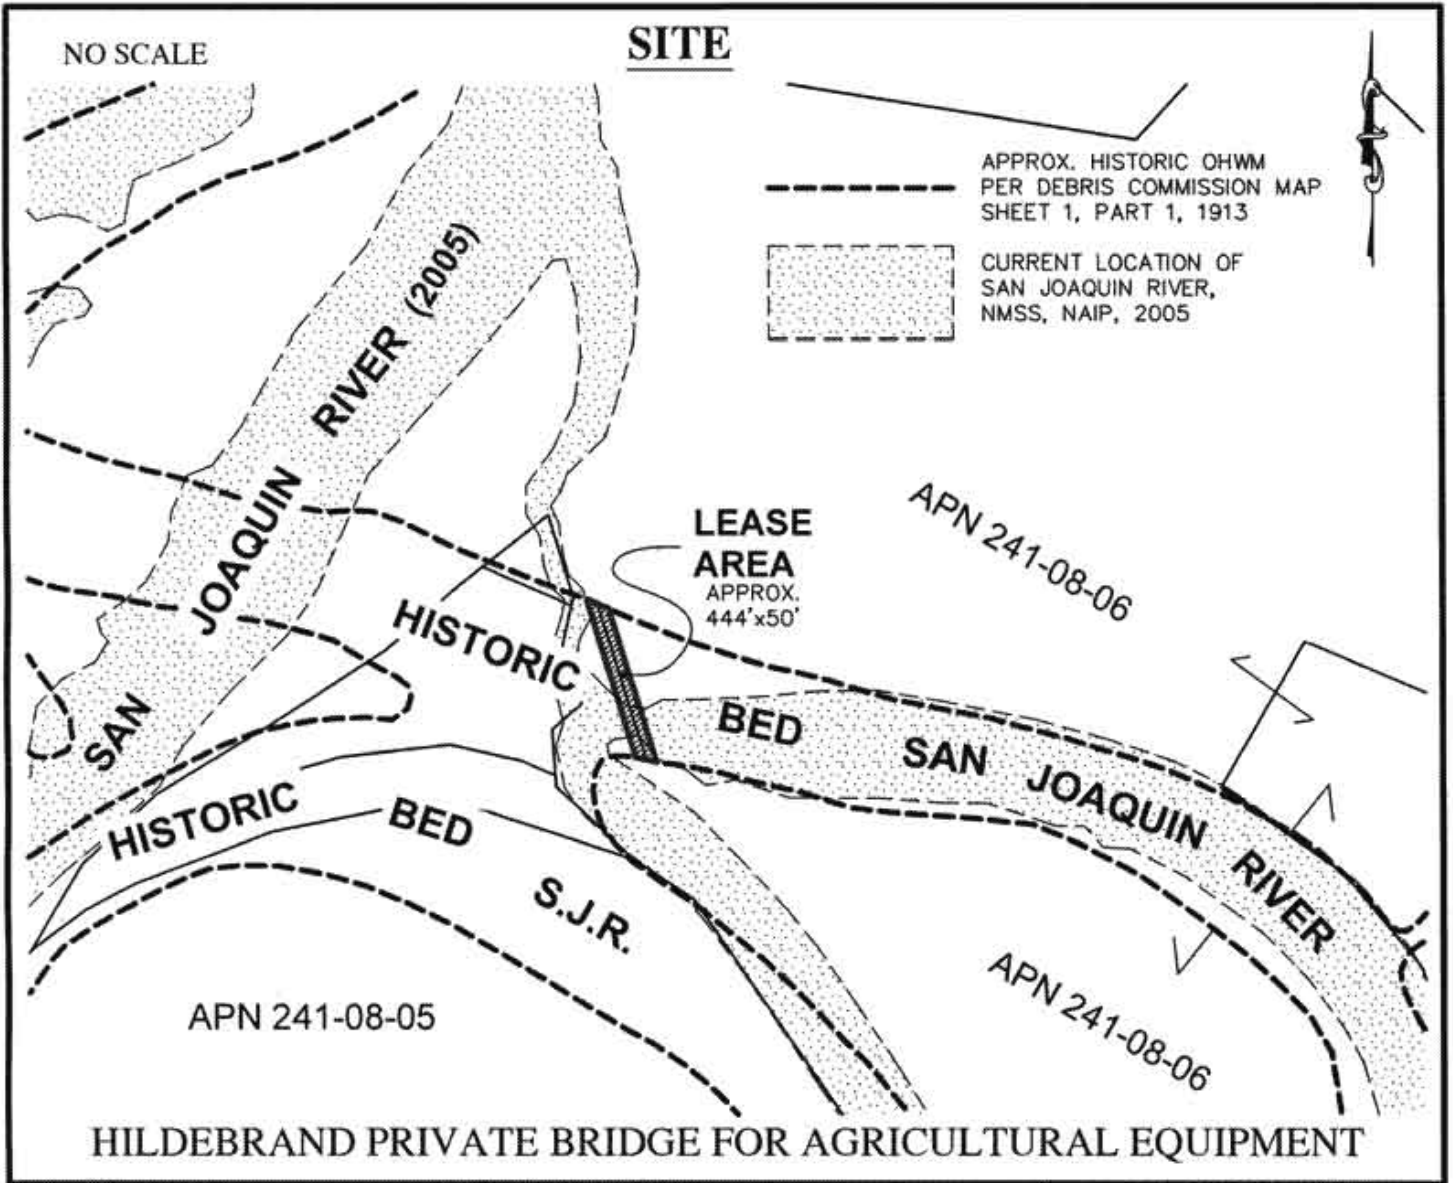 NO SCALE
SITE
APPROX. HISTORIC OHWM
PER DEBRIS COMMISSION MAP
SHEET 1, PART 1, 1913
CURRENT LOCATION OF
SAN JOAQUIN RIVER,
NMSS, NAIP, 2005
SAN JOAQUIN RIVER (2005)
LEASE
AREA
APPROX.
444'x50'
APN 241-08-06
HISTORIC BED SAN JOAQUIN RIVER
HISTORIC BED S.J.R.
APN 241-08-05
APN 241-08-06
HILDEBRAND PRIVATE BRIDGE FOR AGRICULTURAL EQUIPMENT